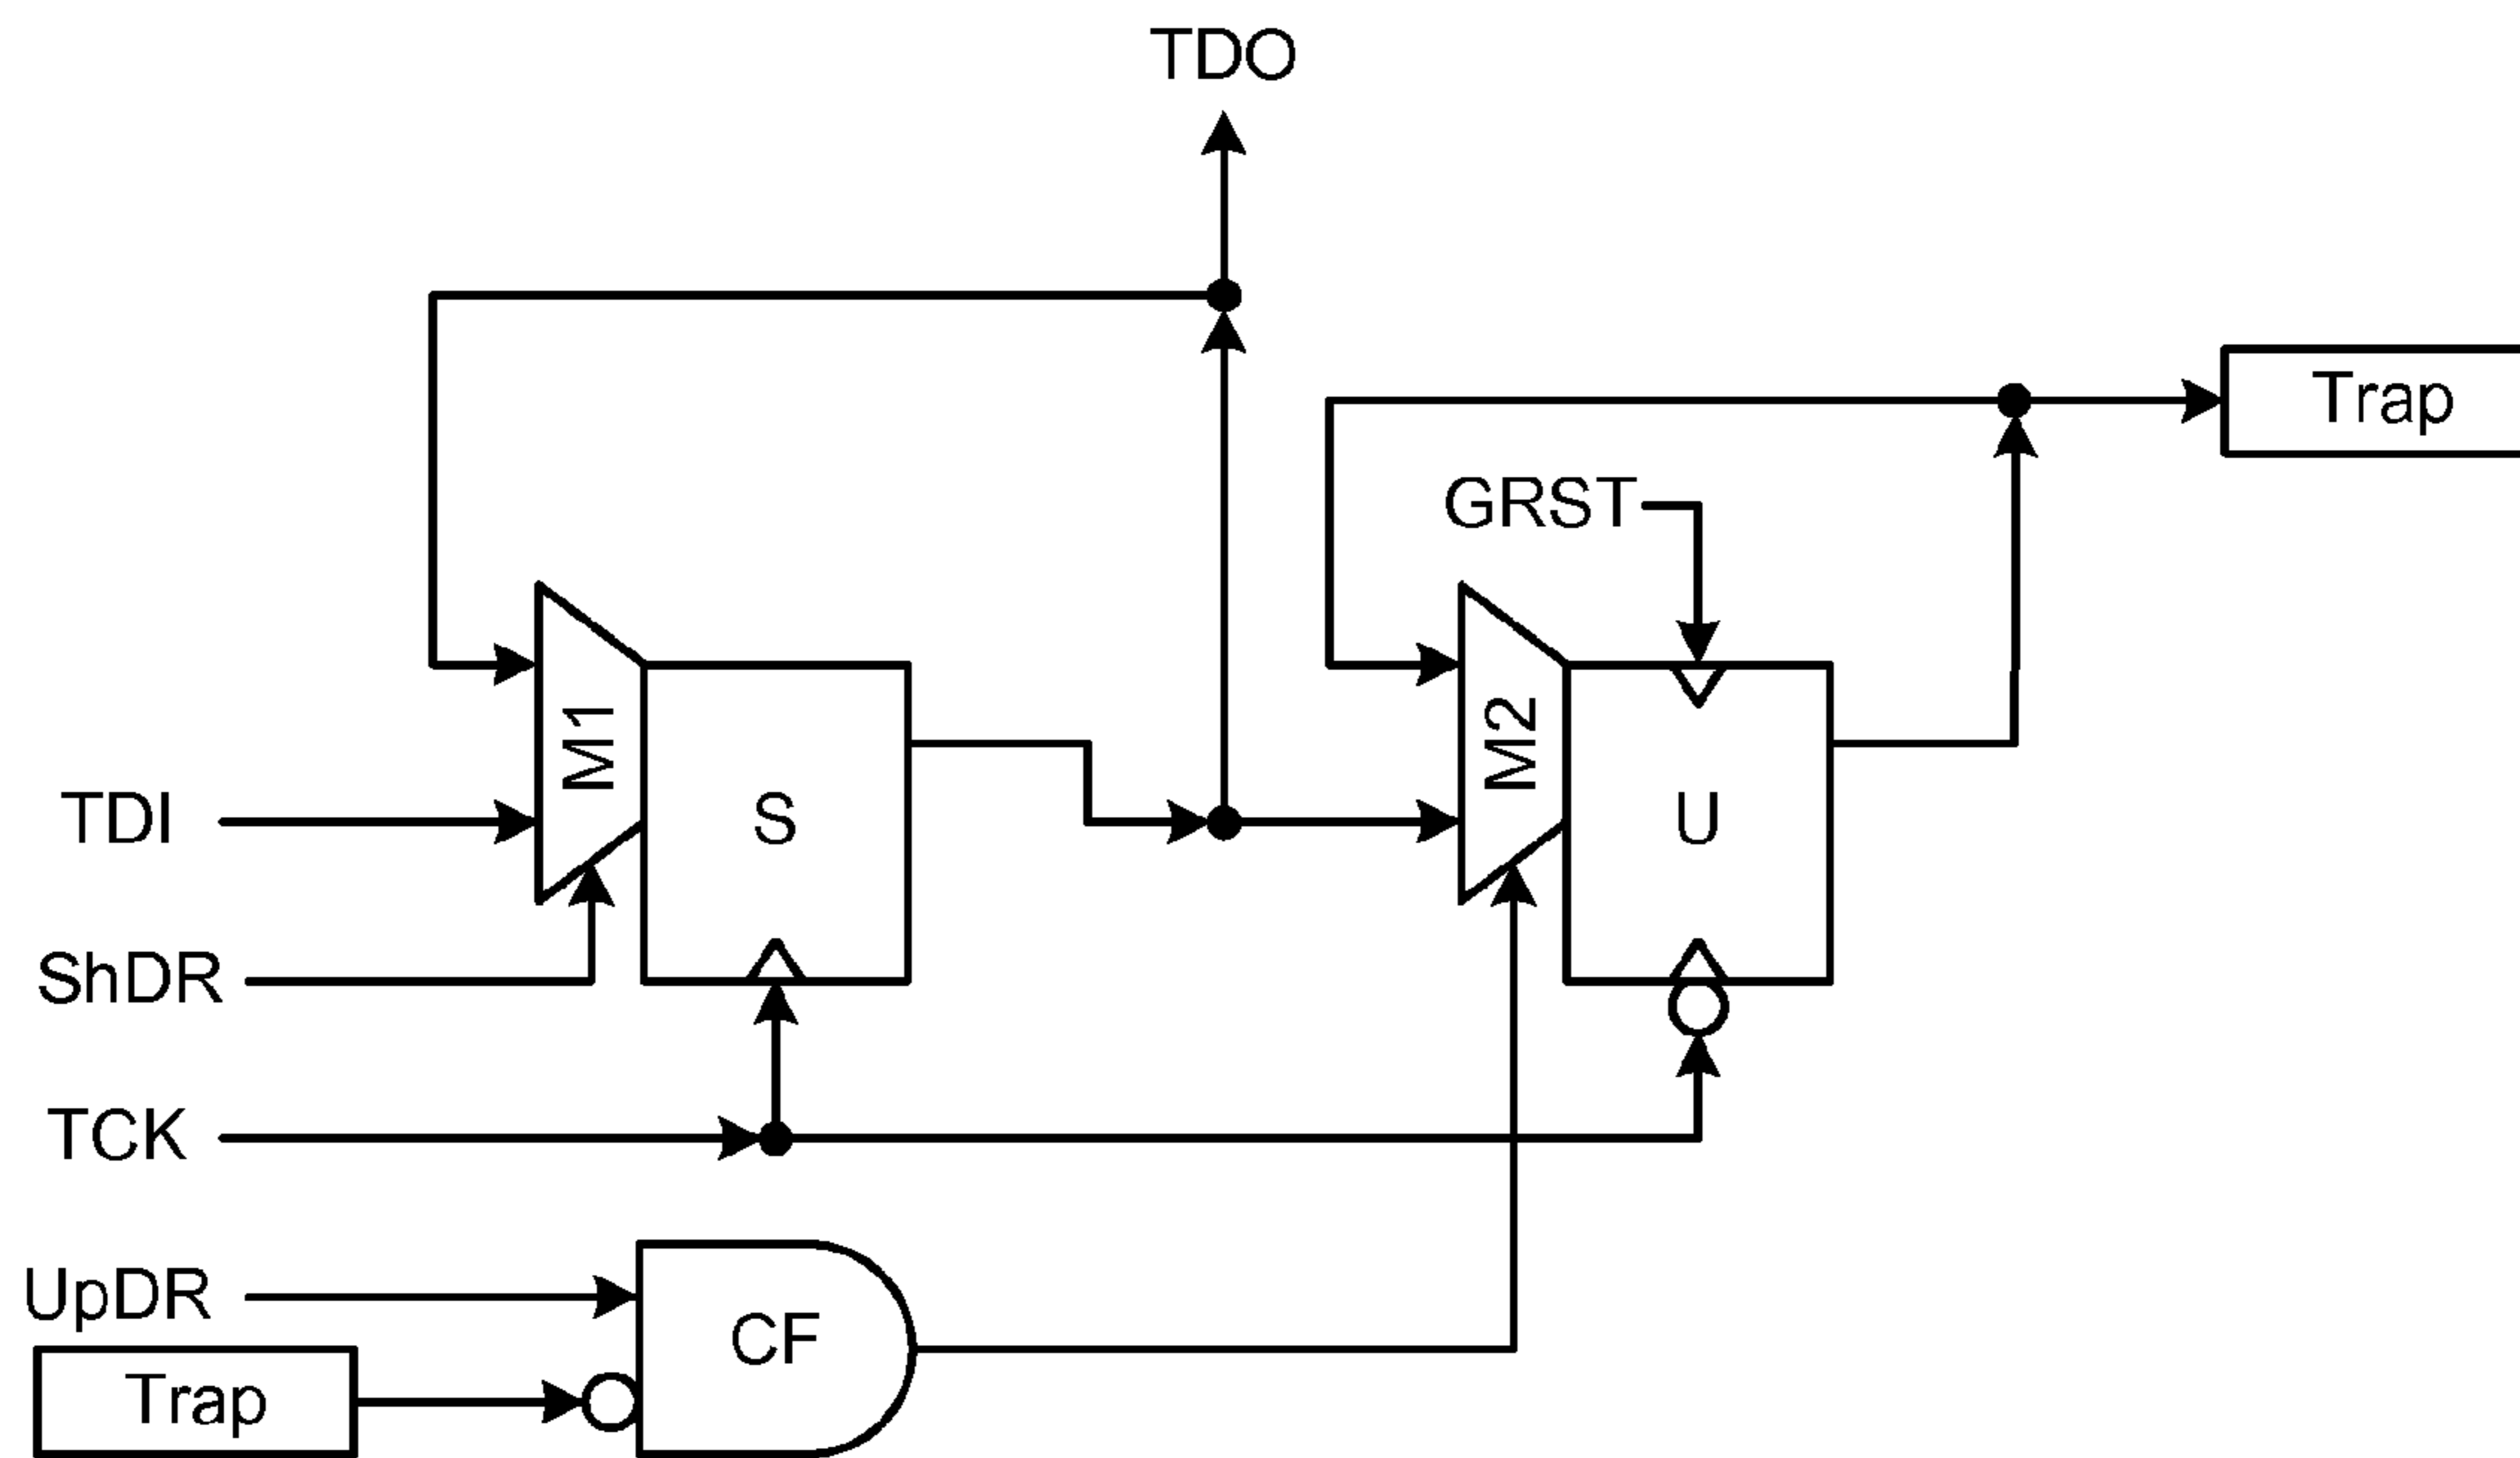 TDO
Trap
GRST
M1
M2
TDI
S
U
ShDR
TCK
UpDR
CF
Trap